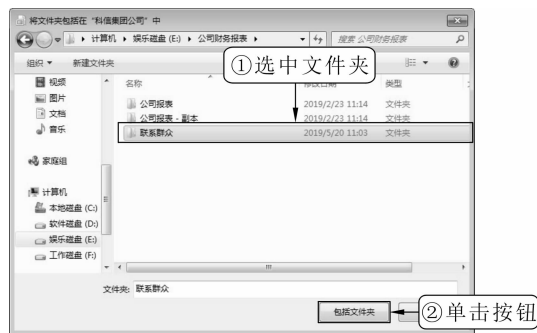 将文件夹包括在“科信集团公司”中
计算机 ▸ 娱乐磁盘 (E:) ▸ 公司财务报表 ▸
搜索 公司财务报表
组织 新建文件夹
①选中文件夹
视频
图片
文档
音乐
家庭组
计算机
本地磁盘 (C:)
软件磁盘 (D:)
娱乐磁盘 (E:)
工作磁盘 (F:)
名称 修改日期 类型
公司报表 2019/2/23 11:14 文件夹
公司报表 - 副本 2019/2/23 11:14 文件夹
联系群众 2019/5/20 11:03 文件夹
文件夹: 联系群众
包括文件夹
②单击按钮